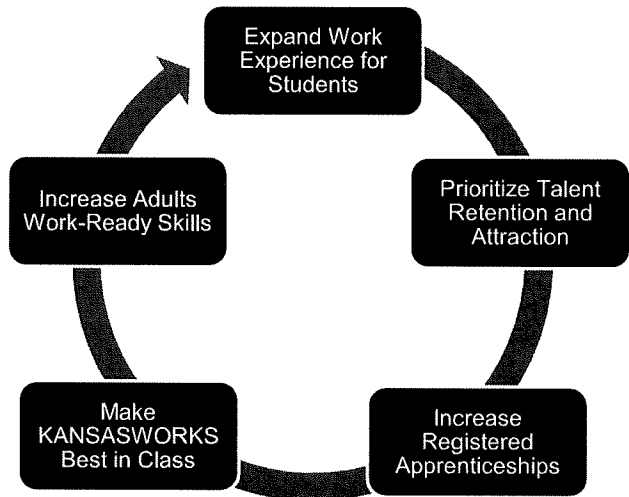 Expand Work
Experience for
Students
Prioritize Talent
Retention and
Attraction
Increase
Registered
Apprenticeships
Make
KANSASWORKS
Best in Class
Increase Adults
Work-Ready Skills